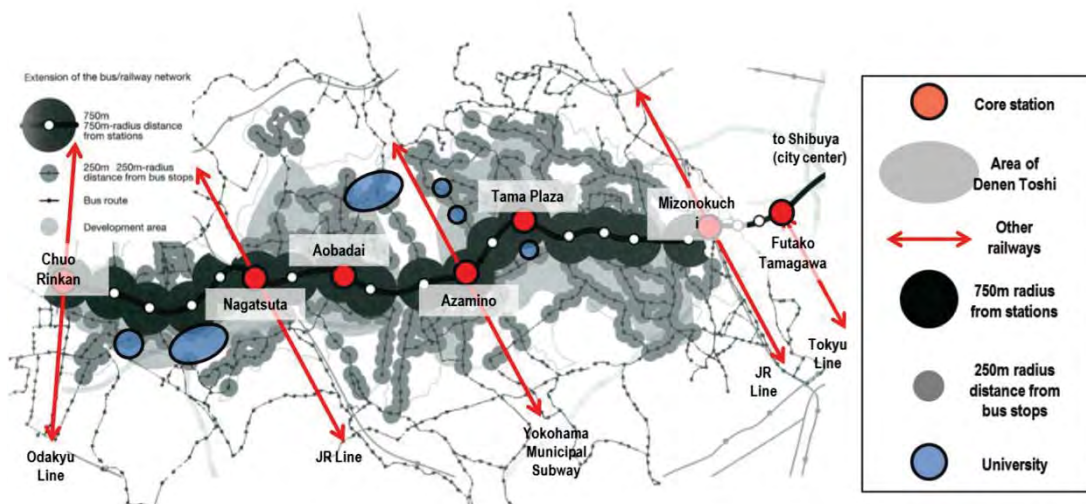 Extension of the bus/railway network
750m
750m-radius distance
from stations
250m 250m-radius
distance from bus stops
Bus route
Development area
Chuo
Rinkan
Nagatsuta
Aobadai
Azamino
Tama Plaza
Mizonokuch
i
to Shibuya
(city center)
Futako
Tamagawa
Odakyu
Line
JR Line
Yokohama
Municipal
Subway
JR
Line
Tokyu
Line
Core station
Area of
Denen Toshi
Other
railways
750m radius
from stations
250m radius
distance from
bus stops
University